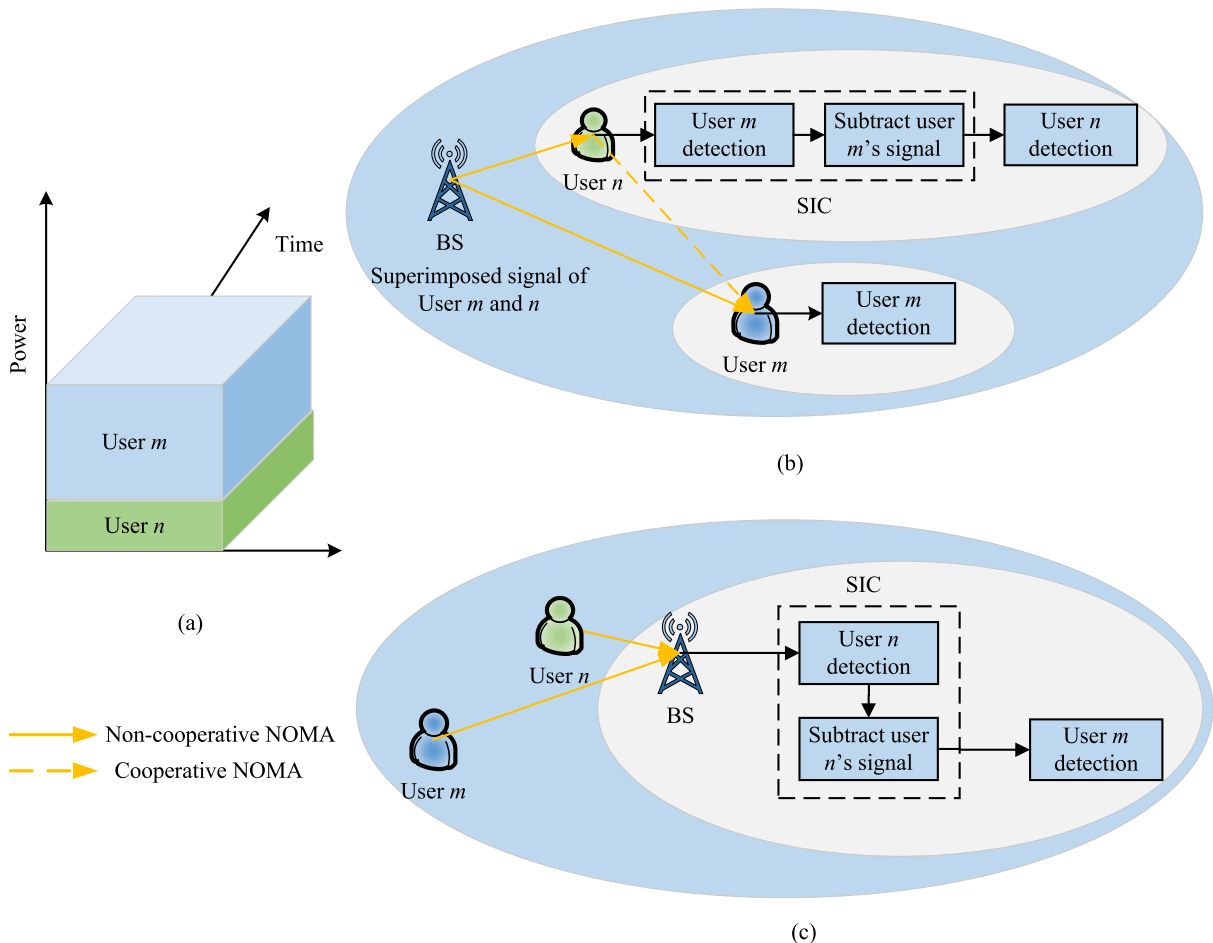 Power
Time
User m
User n
(a)
BS
Superimposed signal of
User m and n
User n
User m
detection
Subtract user
m's signal
User n
detection
SIC
User m
User m
detection
(b)
Non-cooperative NOMA
Cooperative NOMA
User n
User m
BS
SIC
User n
detection
Subtract user
n's signal
User m
detection
(c)